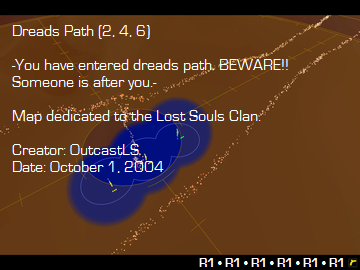 Dreads Path (2, 4, 6)
-You have entered dreads path, BEWARE!!
Someone is after you.-
Map dedicated to the Lost Souls Clan.
Creator: OutcastLS
Date: October 1, 2004
R1 • R1 • R1 • R1 • R1 • R1 r